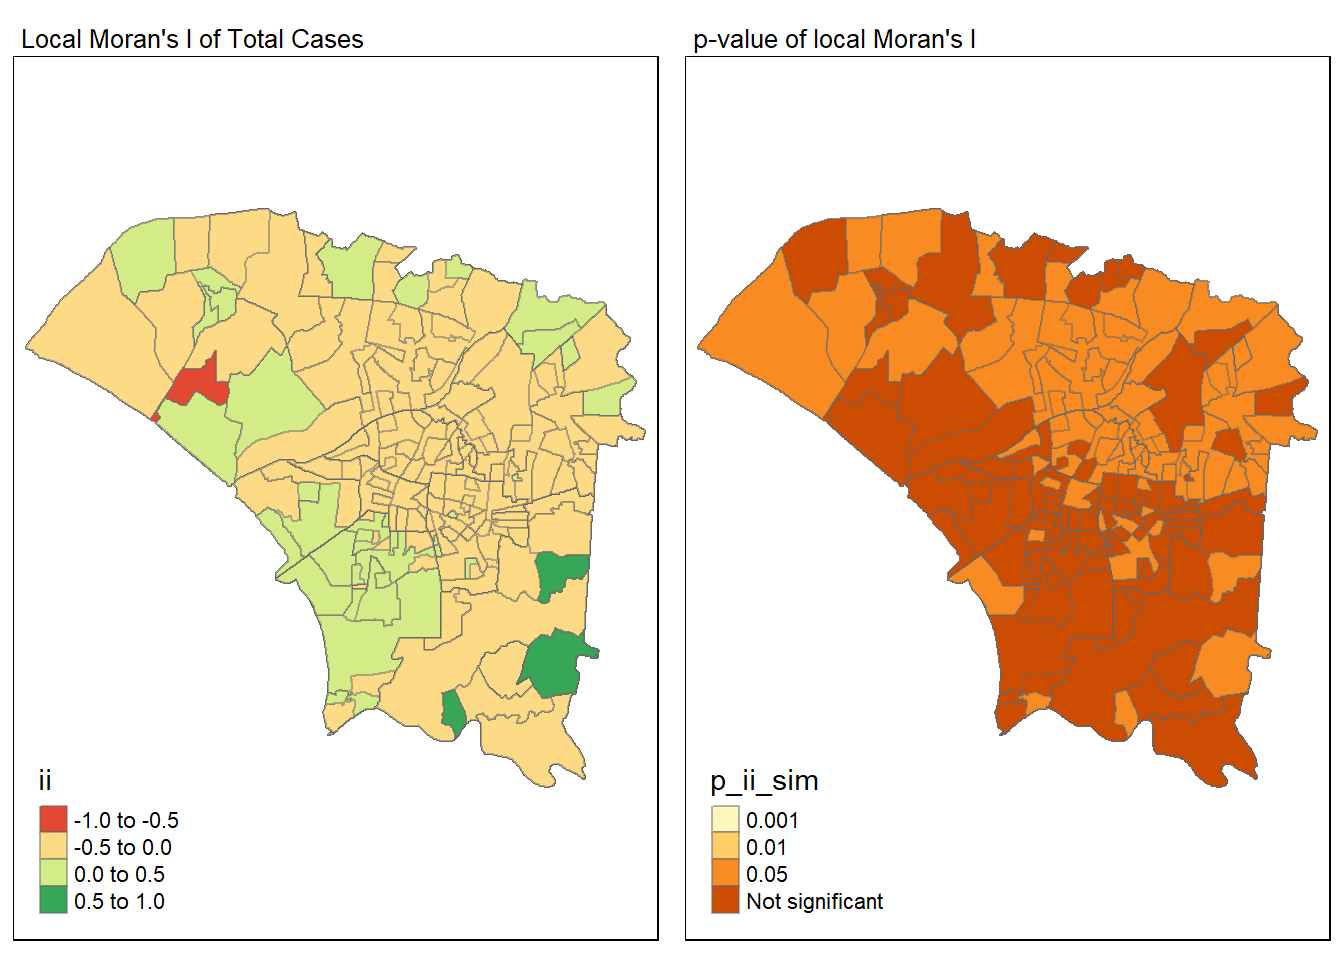 Local Moran's I of Total Cases
ii
-1.0 to -0.5
-0.5 to 0.0
0.0 to 0.5
0.5 to 1.0
p-value of local Moran's I
p_ii_sim
0.001
0.01
0.05
Not significant